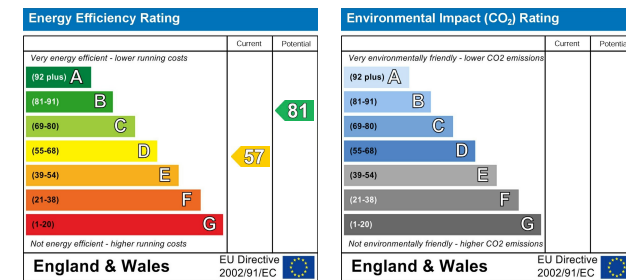 Energy Efficiency Rating
Current Potential
Very energy efficient - lower running costs
(92 plus) A
(81-91) B
81
(69-80) C
(55-68) D
57
(39-54) E
(21-38) F
(1-20) G
Not energy efficient - higher running costs
England & Wales
EU Directive
2002/91/EC
Environmental Impact (CO₂) Rating
Current Potential
Very environmentally friendly - lower CO2 emissions
(92 plus) A
(81-91) B
(69-80) C
(55-68) D
(39-54) E
(21-38) F
(1-20) G
Not environmentally friendly - higher CO2 emissions
England & Wales
EU Directive
2002/91/EC